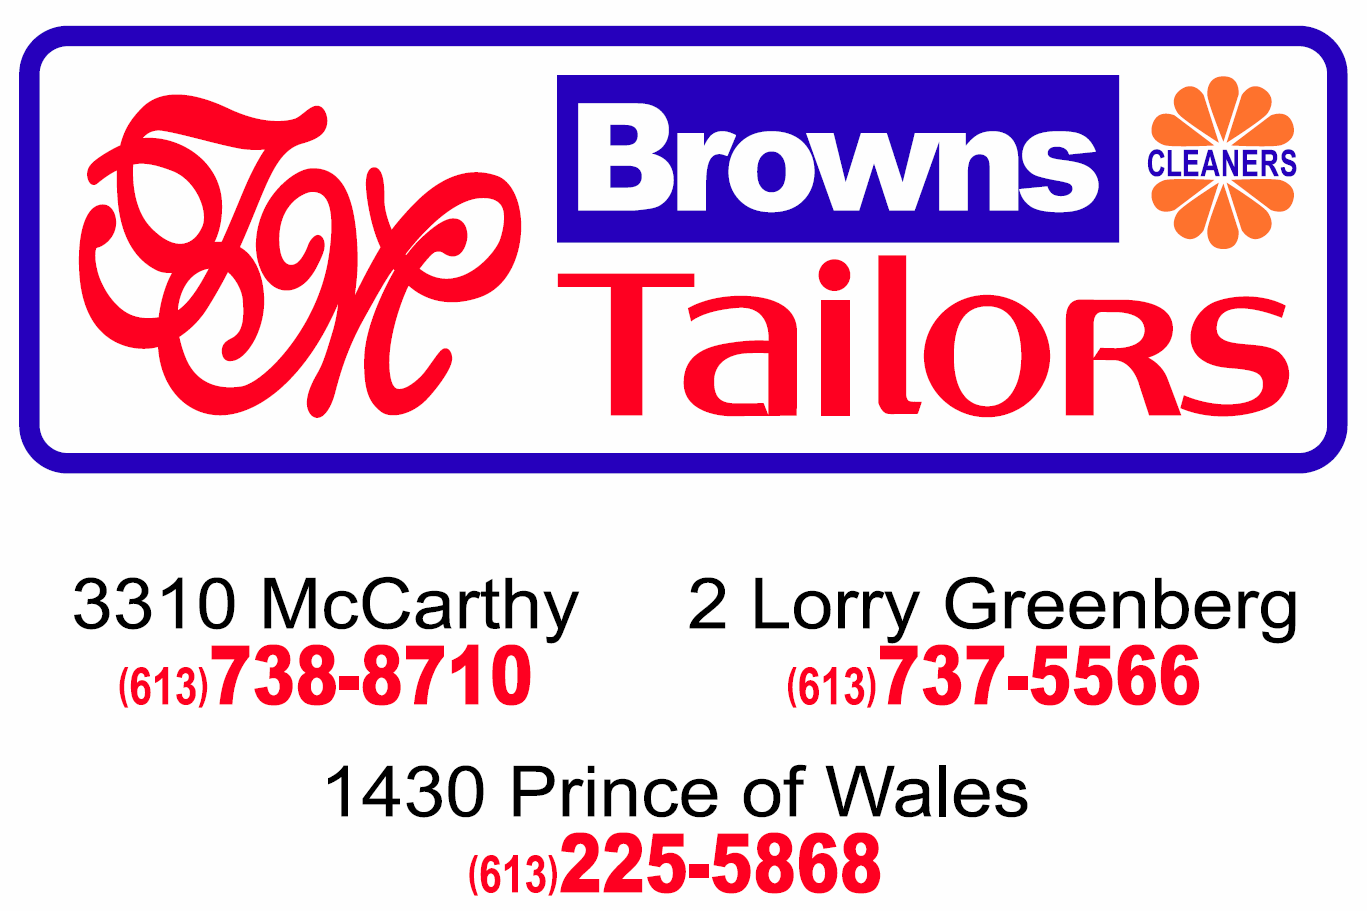 Browns
CLEANERS
Tailors
3310 McCarthy
(613)738-8710
2 Lorry Greenberg
(613)737-5566
1430 Prince of Wales
(613)225-5868